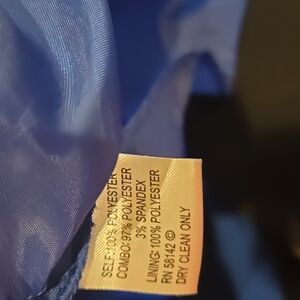 SELF: 100% POLYESTER
COMBO: 97% POLYESTER
3% SPANDEX
LINING: 100% POLYESTER
RN 58142 ©
DRY CLEAN ONLY